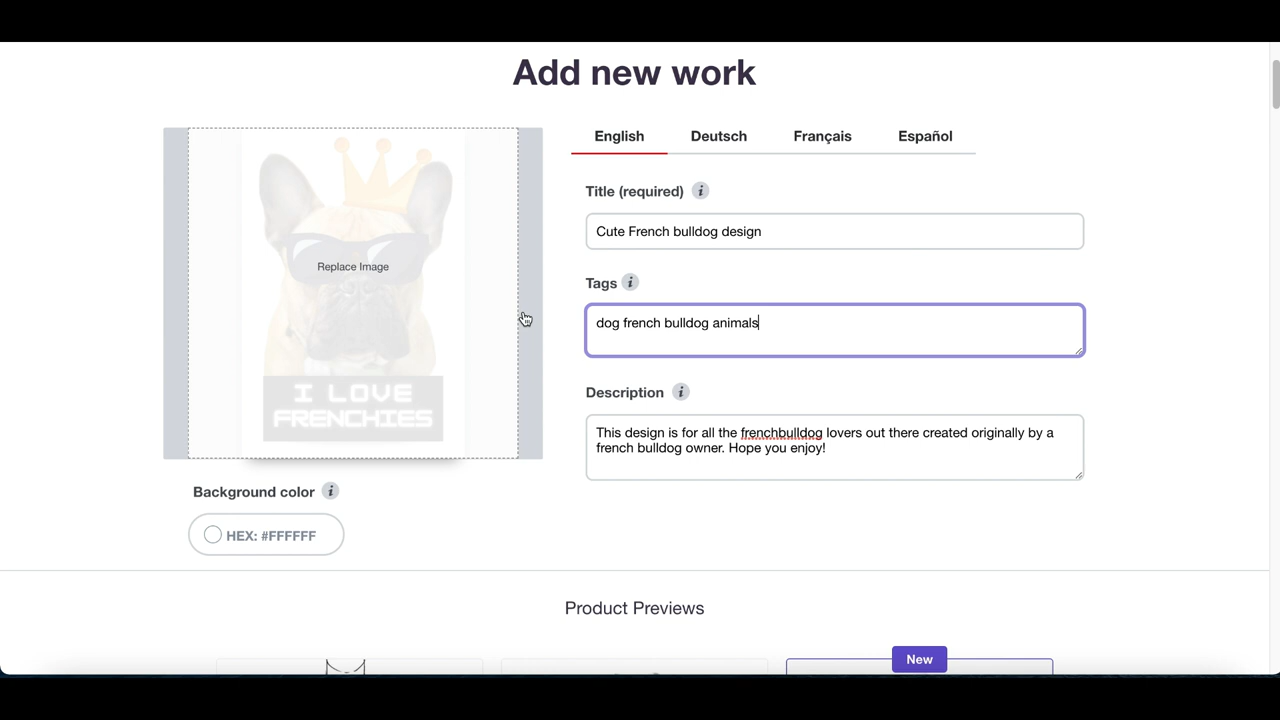 Add new work
English
Deutsch
Français
Español
Title (required) i
Cute French bulldog design
Tags i
dog french bulldog animals
Description i
This design is for all the frenchbulldog lovers out there created originally by a
french bulldog owner. Hope you enjoy!
Replace Image
I LOVE
FRENCHIES
Background color i
HEX: #FFFFFF
Product Previews
New